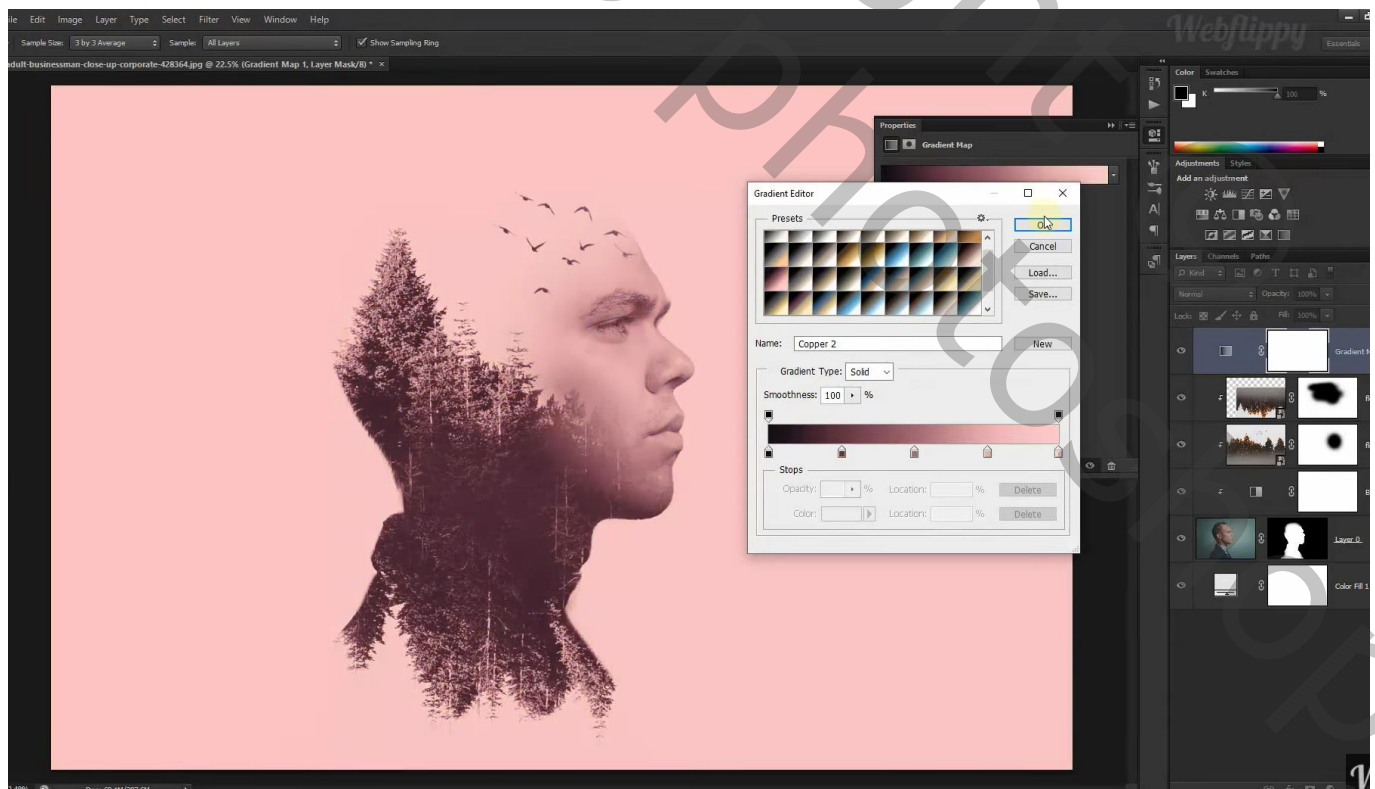 File Edit Image Layer Type Select Filter View Window Help
Webflippy
Sample Size: 3 by 3 Average Sample: All Layers Show Sampling Ring
Essentials
adult-businessman-close-up-corporate-428364.jpg @ 22.5% (Gradient Map 1, Layer Mask/8) * ×
Color Swatches
K 100 %
Properties
Gradient Map
Adjustments Styles
Add an adjustment
Gradient Editor
Presets
OK
Cancel
Load...
Save...
Name: Copper 2
New
Gradient Type: Solid
Smoothness: 100 %
Stops
Opacity: % Location: % Delete
Color: Location: % Delete
Layers Channels Paths
Kind
Normal Opacity: 100%
Lock: Fill: 100%
Gradient M
Layer 0
Color Fill 1
photoshop